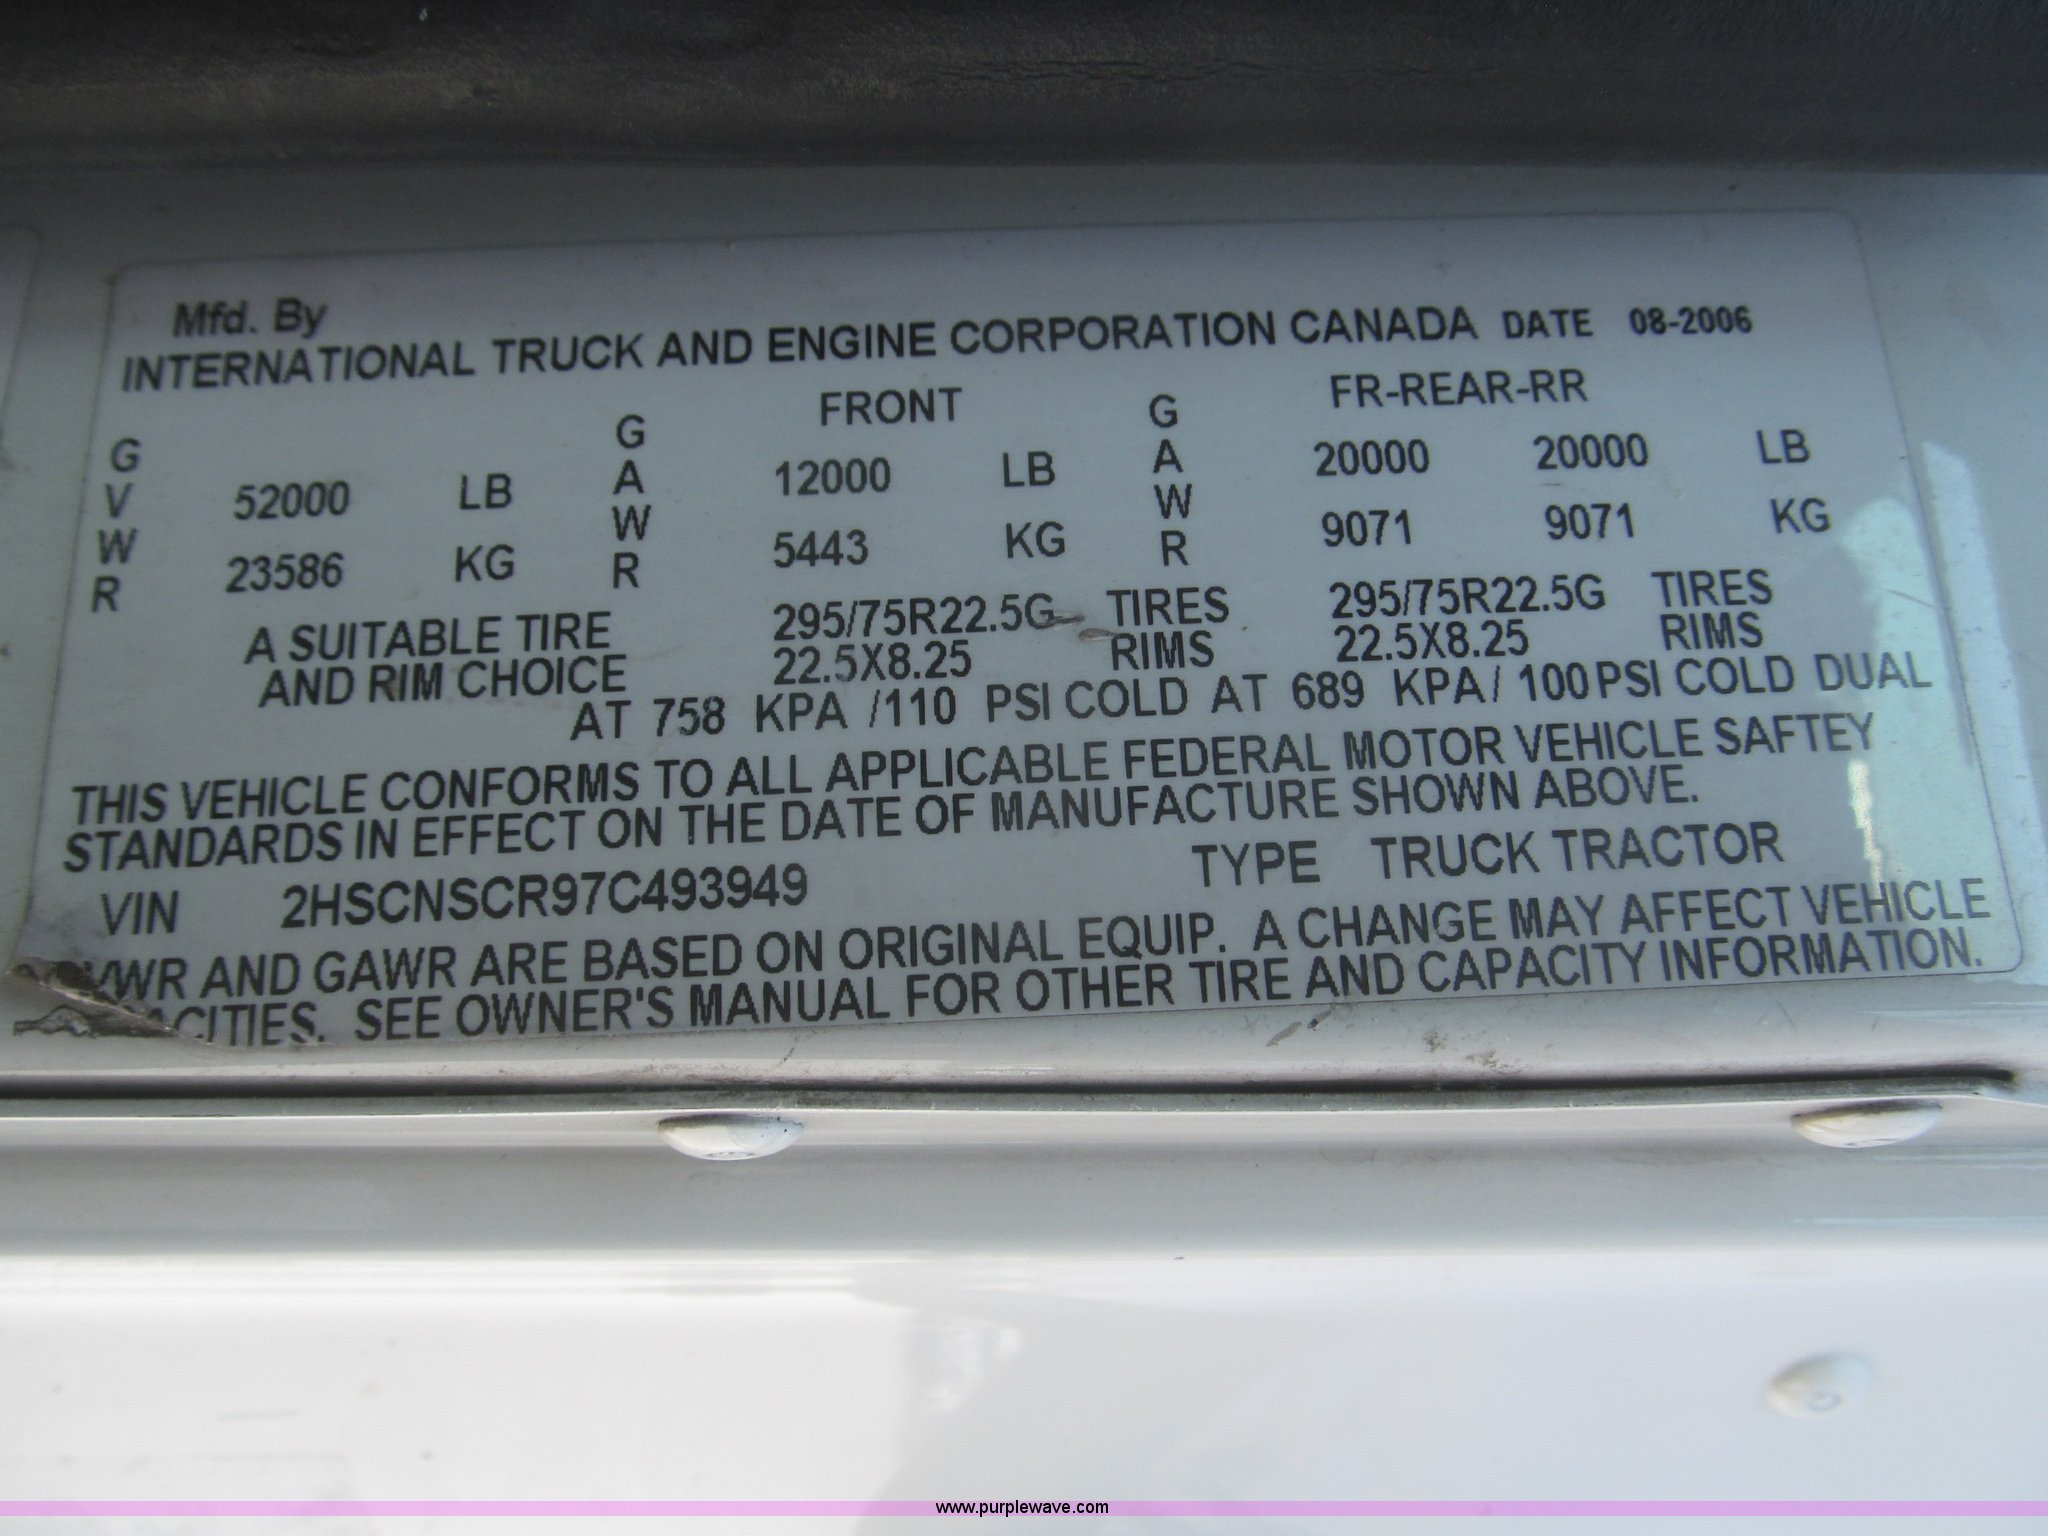 Mfd. By
INTERNATIONAL TRUCK AND ENGINE CORPORATION CANADA DATE 08-2006
FRONT FR-REAR-RR
GVWR 52000 LB GAWR 12000 LB GAWR 20000 20000 LB
23586 KG 5443 KG 9071 9071 KG
A SUITABLE TIRE 295/75R22.5G TIRES 295/75R22.5G TIRES
AND RIM CHOICE 22.5X8.25 RIMS 22.5X8.25 RIMS
AT 758 KPA /110 PSI COLD AT 689 KPA/ 100 PSI COLD DUAL
THIS VEHICLE CONFORMS TO ALL APPLICABLE FEDERAL MOTOR VEHICLE SAFTEY
STANDARDS IN EFFECT ON THE DATE OF MANUFACTURE SHOWN ABOVE.
VIN 2HSCNSCR97C493949 TYPE TRUCK TRACTOR
AND GAWR ARE BASED ON ORIGINAL EQUIP. A CHANGE MAY AFFECT VEHICLE
SEE OWNER'S MANUAL FOR OTHER TIRE AND CAPACITY INFORMATION.
www.purplewave.com